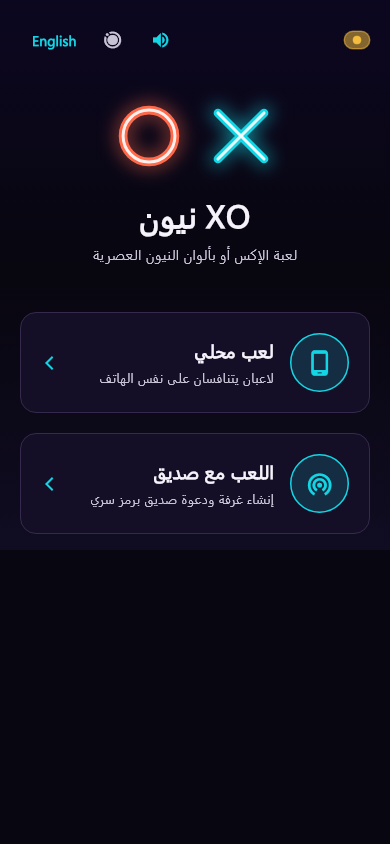 English
XO نيون
لعبة الإكس أو بألوان النيون العصرية
لعب محلي
لاعبان يتنافسان على نفس الهاتف
اللعب مع صديق
إنشاء غرفة ودعوة صديق برمز سري